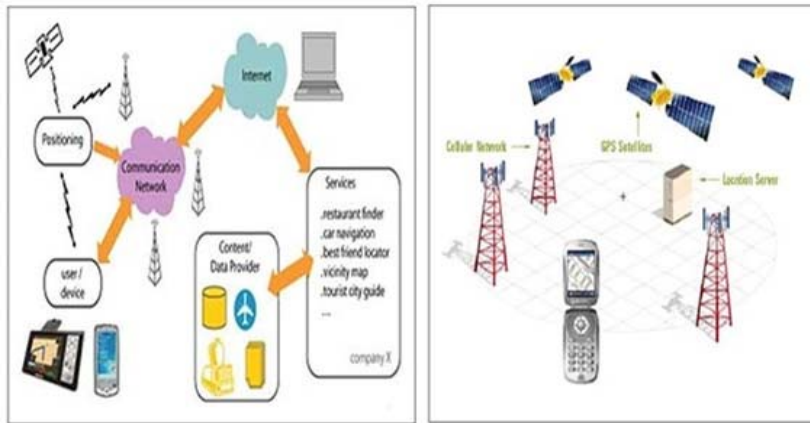 Internet
Positioning
Communication
Network
Services
.restaurant finder
.car navigation
.best friend locator
.vicinity map
.tourist city guide
....
company X
Content/
Data Provider
user /
device
Cellular Network
GPS Satellites
Location Server